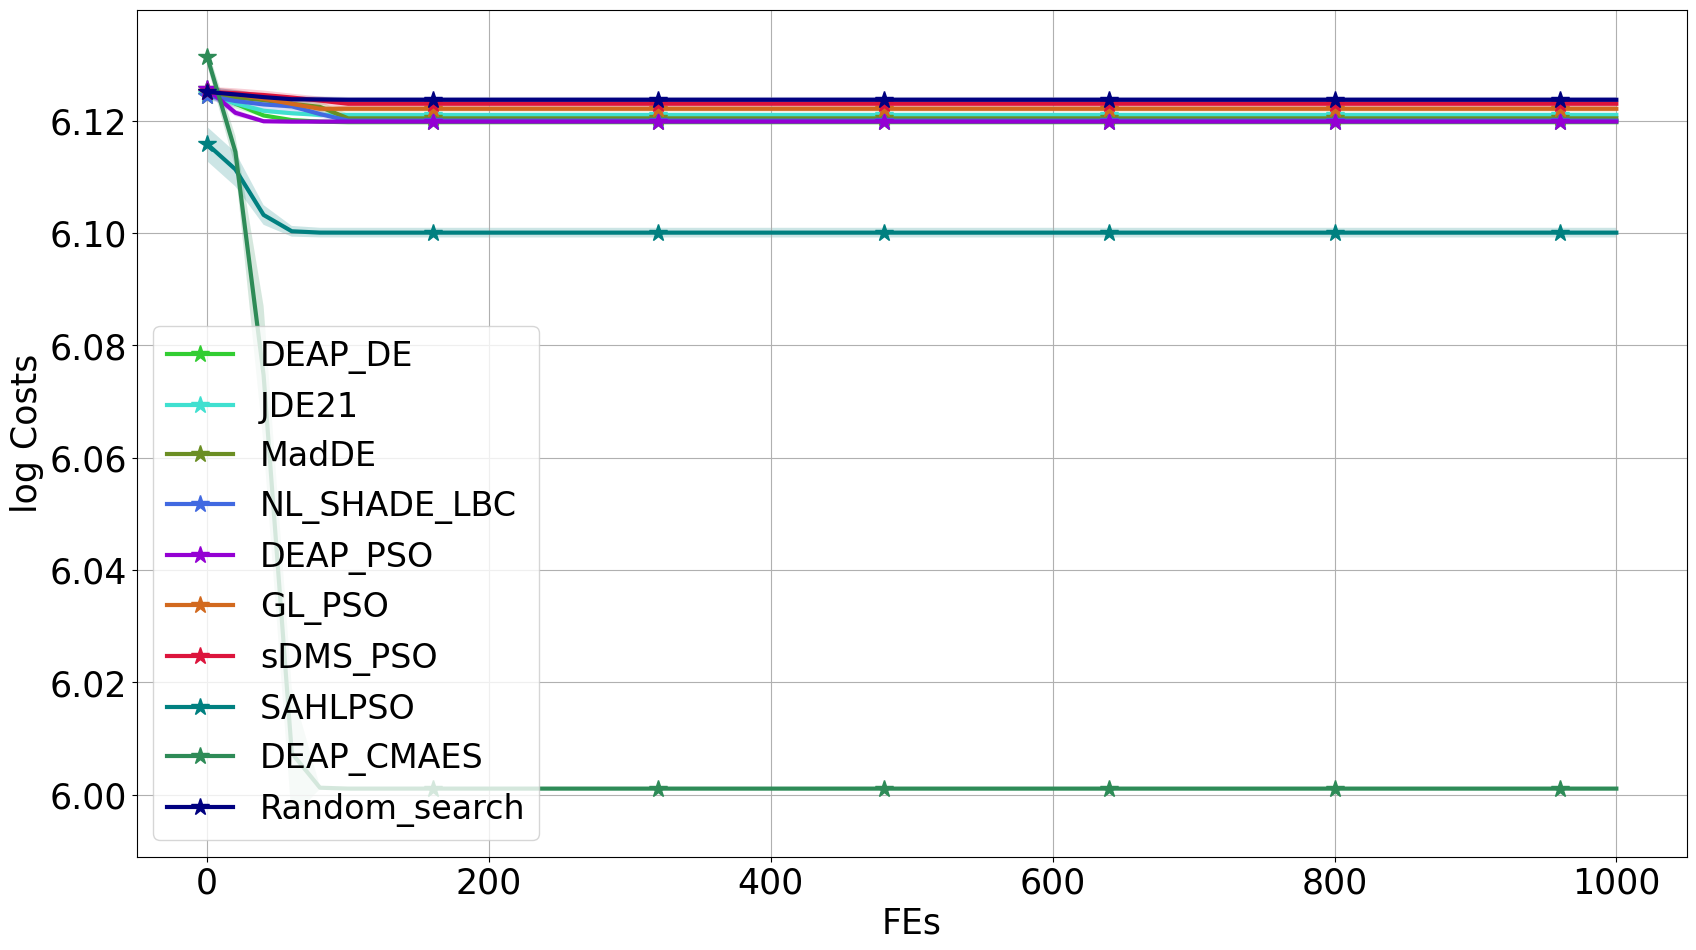 6.12
6.10
6.08
6.06
6.04
6.02
6.00
log Costs
DEAP_DE
JDE21
MadDE
NL_SHADE_LBC
DEAP_PSO
GL_PSO
sDMS_PSO
SAHLPSO
DEAP_CMAES
Random_search
0 200 400 600 800 1000
FEs